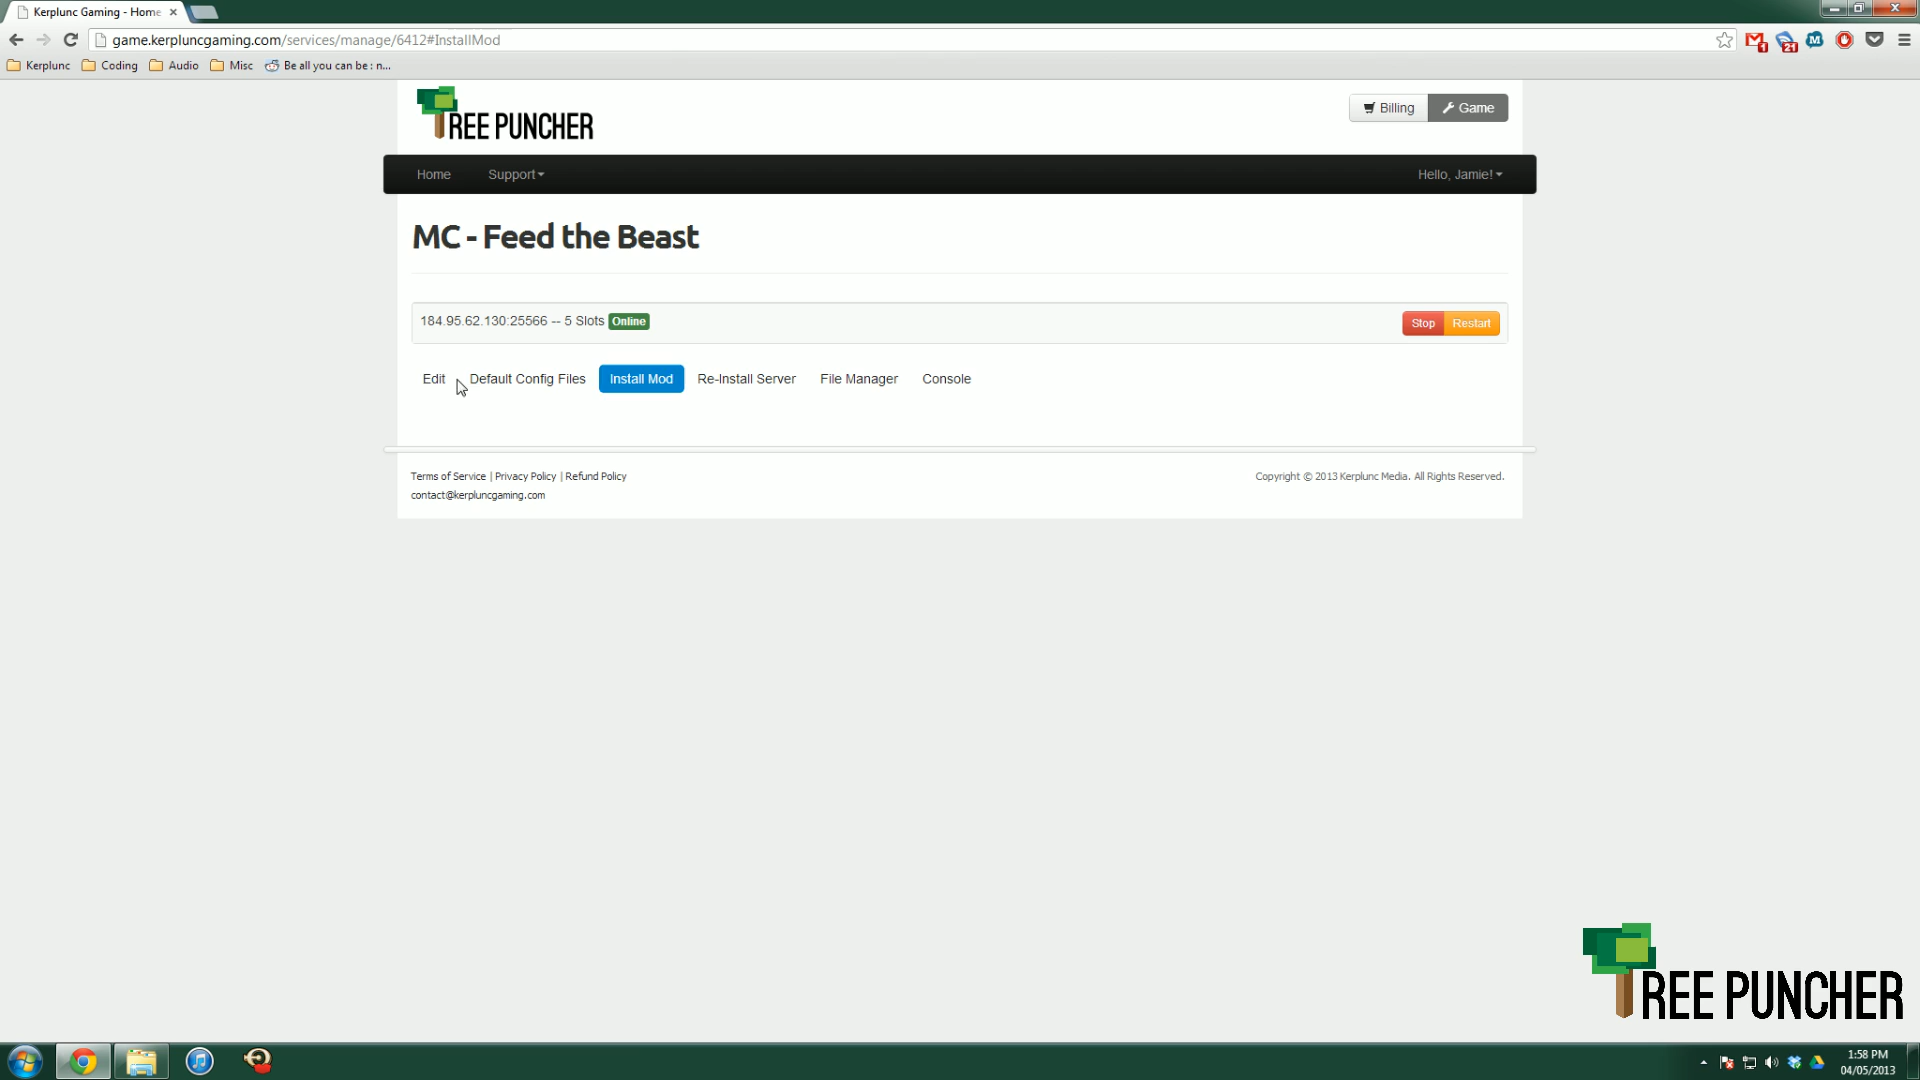 Kerplunc Gaming - Home
game.kerpluncgaming.com/services/manage/6412#InstallMod
1
21
M
Kerplunc
Coding
Audio
Misc
Be all you can be : n...
REE PUNCHER
Billing
Game
Home
Support
Hello, Jamie!
MC - Feed the Beast
184.95.62.130:25566 -- 5 Slots Online
Stop
Restart
Edit
Default Config Files
Install Mod
Re-Install Server
File Manager
Console
Terms of Service | Privacy Policy | Refund Policy
Copyright © 2013 Kerplunc Media. All Rights Reserved.
contact@kerpluncgaming.com
REE PUNCHER
1:58 PM
04/05/2013